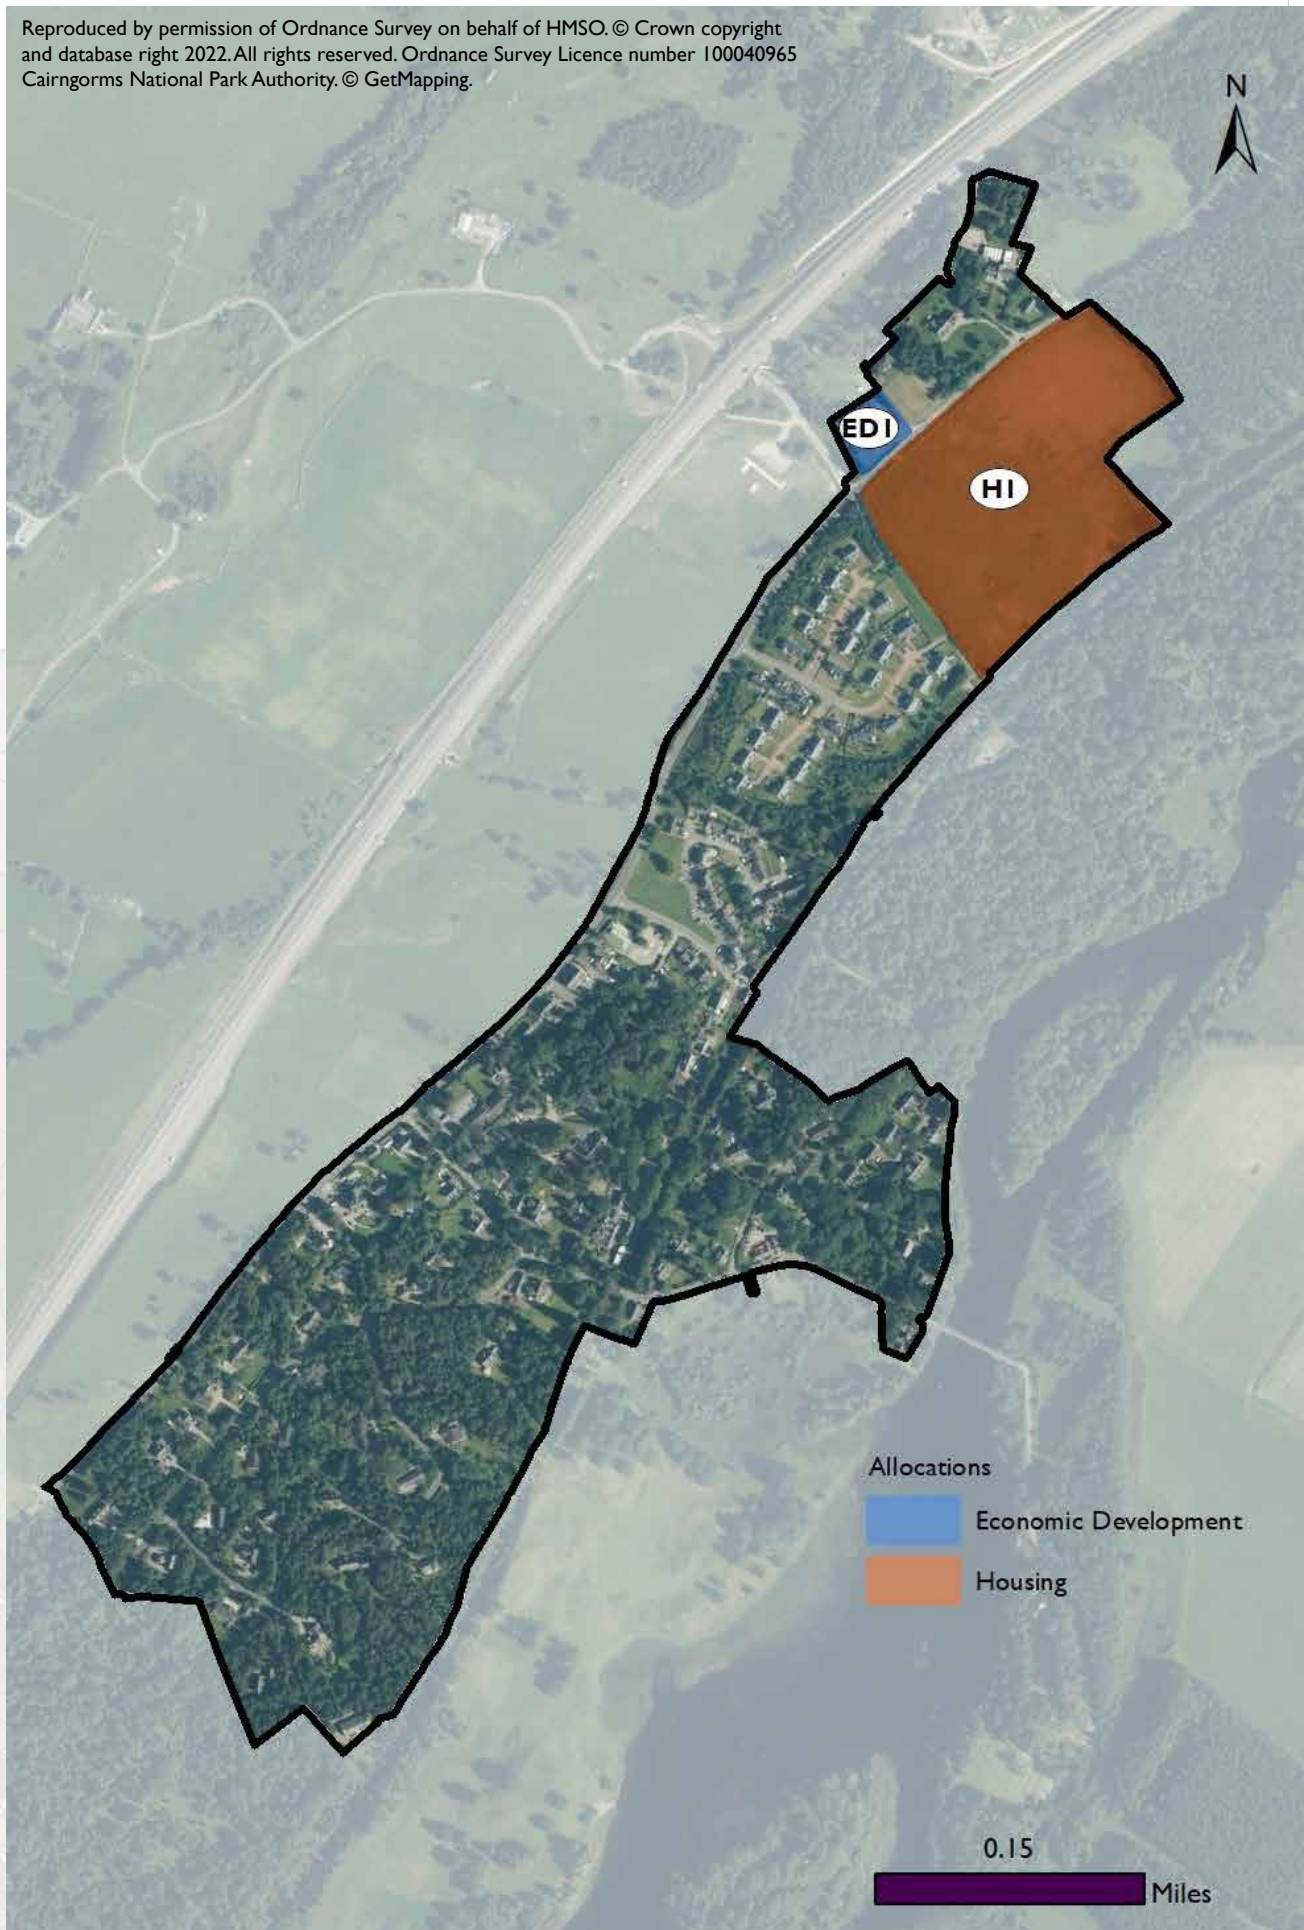 Reproduced by permission of Ordnance Survey on behalf of HMSO. © Crown copyright
and database right 2022. All rights reserved. Ordnance Survey Licence number 100040965
Cairngorms National Park Authority. © GetMapping.
N
ED1
H1
Allocations
Economic Development
Housing
0.15
Miles